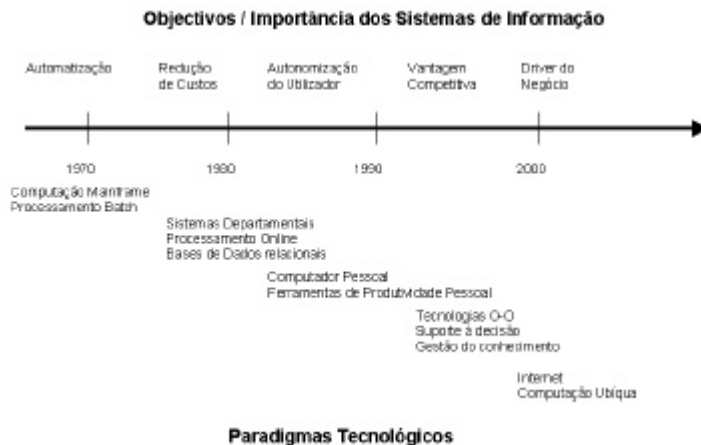 Objectivos / Importância dos Sistemas de Informação
Automatização
Redução
de Custos
Autonomização
do Utilizador
Vantagem
Competitiva
Driver do
Negócio
1970
1980
1990
2000
Computação Mainframe
Processamento Batch
Sistemas Departamentais
Processamento Online
Bases de Dados relacionais
Computador Pessoal
Ferramentas de Produtividade Pessoal
Tecnologias O-O
Suporte à decisão
Gestão do conhecimento
Internet
Computação Ubíqua
Paradigmas Tecnológicos